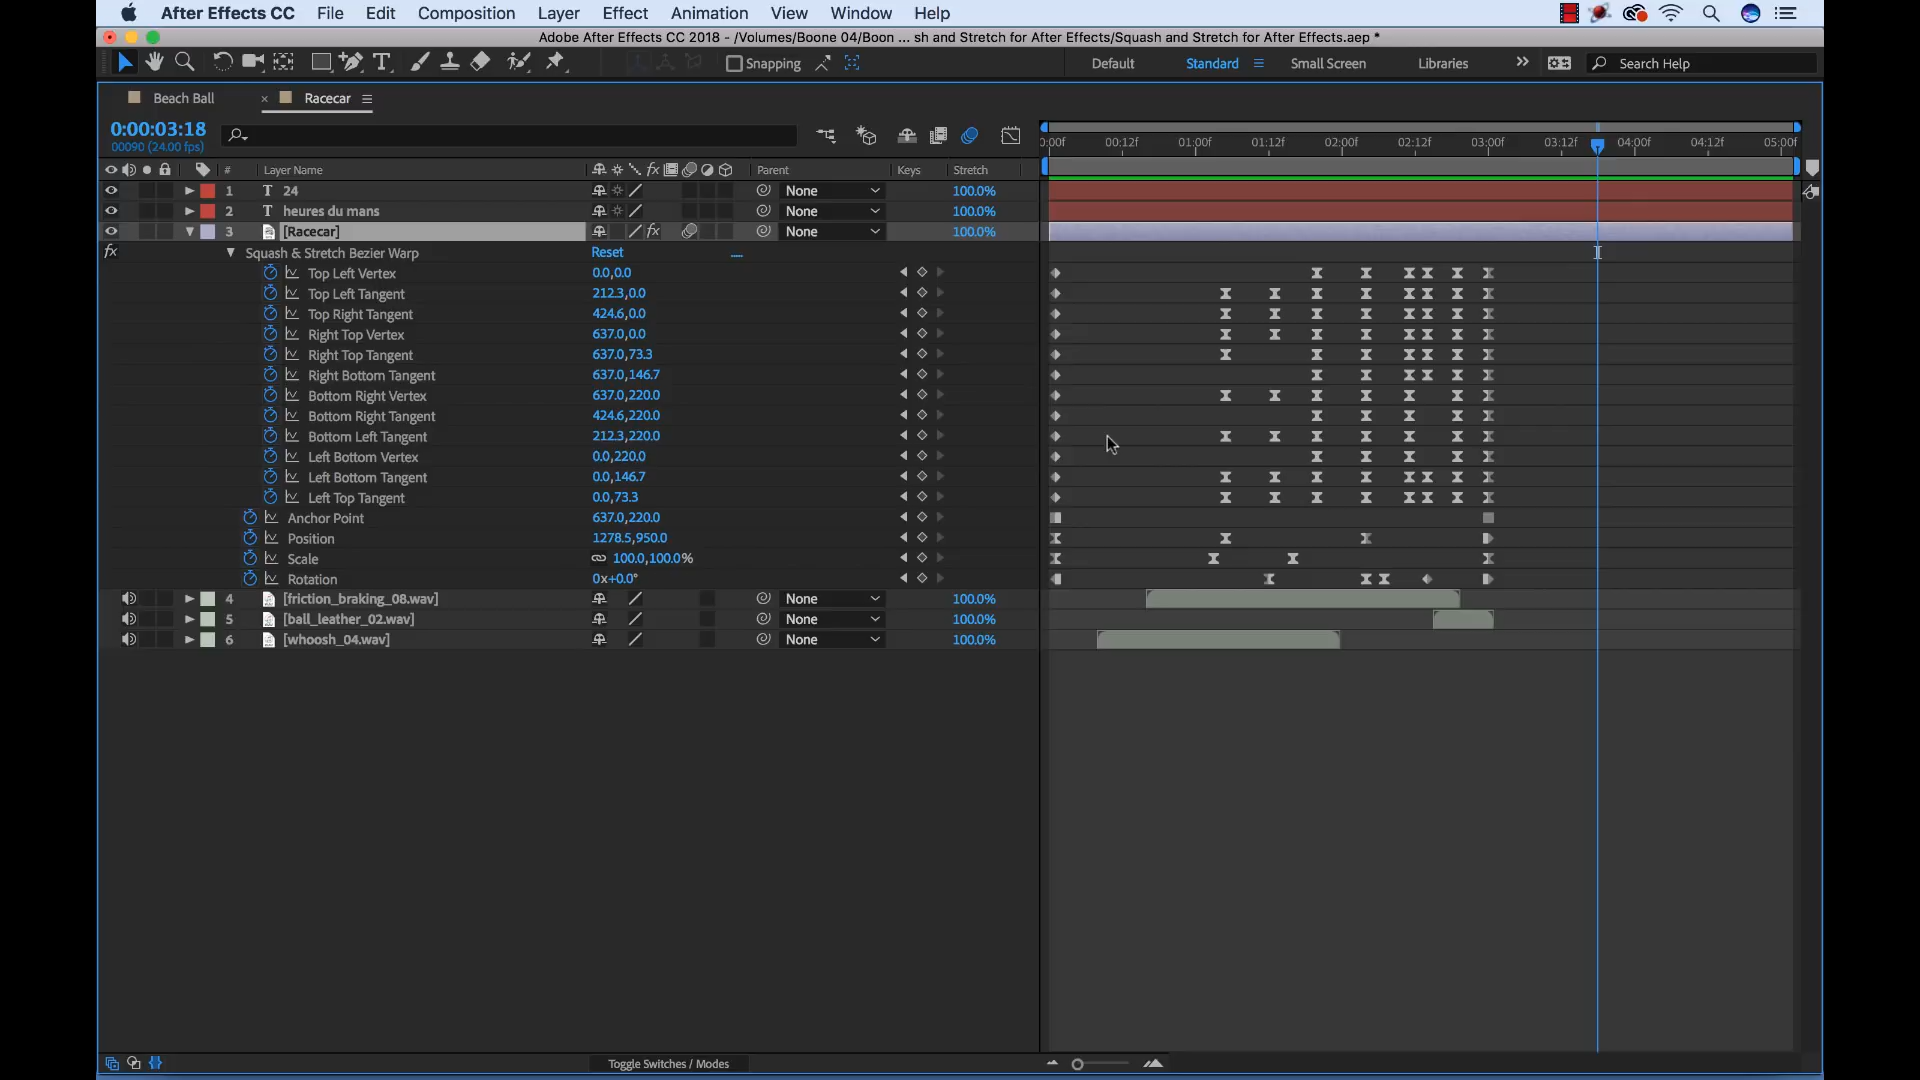 After Effects CC File Edit Composition Layer Effect Animation View Window Help
Adobe After Effects CC 2018 - /Volumes/Boone 04/Boon ... sh and Stretch for After Effects/Squash and Stretch for After Effects.aep *
Snapping Default Standard Small Screen Libraries Search Help
Beach Ball × Racecar
0:00:03:18
00090 (24.00 fps)
0:00f 00:12f 01:00f 01:12f 02:00f 02:12f 03:00f 03:12f 04:00f 04:12f 05:00f
# Layer Name fx Parent Keys Stretch
1 T 24 None 100.0%
2 T heures du mans None 100.0%
3 [Racecar] fx None 100.0%
fx Squash & Stretch Bezier Warp Reset
Top Left Vertex 0.0,0.0
Top Left Tangent 212.3,0.0
Top Right Tangent 424.6,0.0
Right Top Vertex 637.0,0.0
Right Top Tangent 637.0,73.3
Right Bottom Tangent 637.0,146.7
Bottom Right Vertex 637.0,220.0
Bottom Right Tangent 424.6,220.0
Bottom Left Tangent 212.3,220.0
Left Bottom Vertex 0.0,220.0
Left Bottom Tangent 0.0,146.7
Left Top Tangent 0.0,73.3
Anchor Point 637.0,220.0
Position 1278.5,950.0
Scale 100.0,100.0%
Rotation 0x+0.0°
4 [friction_braking_08.wav] None 100.0%
5 [ball_leather_02.wav] None 100.0%
6 [whoosh_04.wav] None 100.0%
Toggle Switches / Modes